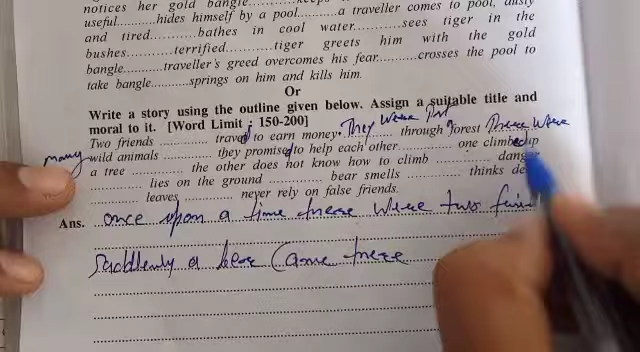 notices her gold bangle............keeps
useful...........hides himself by a pool...........a traveller comes to pool, dusty
and tired...........bathes in cool water...........sees tiger in the
bushes...........terrified...........tiger greets him with the gold
bangle...........traveller's greed overcomes his fear...........crosses the pool to
take bangle...........springs on him and kills him.
Or
Write a story using the outline given below. Assign a suitable title and
moral to it. [Word Limit : 150-200]
They were
Two friends ............ traved to earn money. ............ through forest There were
many wild animals ............ they promised to help each other ............ one climbed up
a tree ............ the other does not know how to climb ............ danger
............ lies on the ground ............ bear smells ............ thinks
............ leaves ............ never rely on false friends.
Ans. once upon a time there were two
Suddenly a bear came there